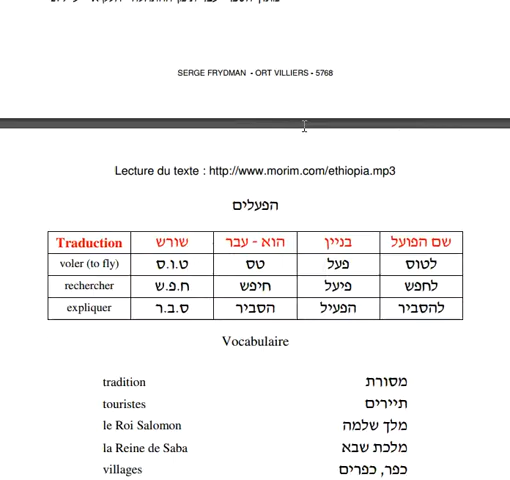 SERGE FRYDMAN - ORT VILLIERS - 5768
Lecture du texte : http://www.morim.com/ethiopia.mp3
הפעלים
שם הפועל בניין הוא - עבר שורש Traduction
לטוס פעל טס ט.ו.ס voler (to fly)
לחפש פיעל חיפש ח.פ.ש rechercher
להסביר הפעיל הסביר ס.ב.ר expliquer
Vocabulaire
tradition מסורת
touristes תיירים
le Roi Salomon מלך שלמה
la Reine de Saba מלכת שבא
villages כפר, כפרים